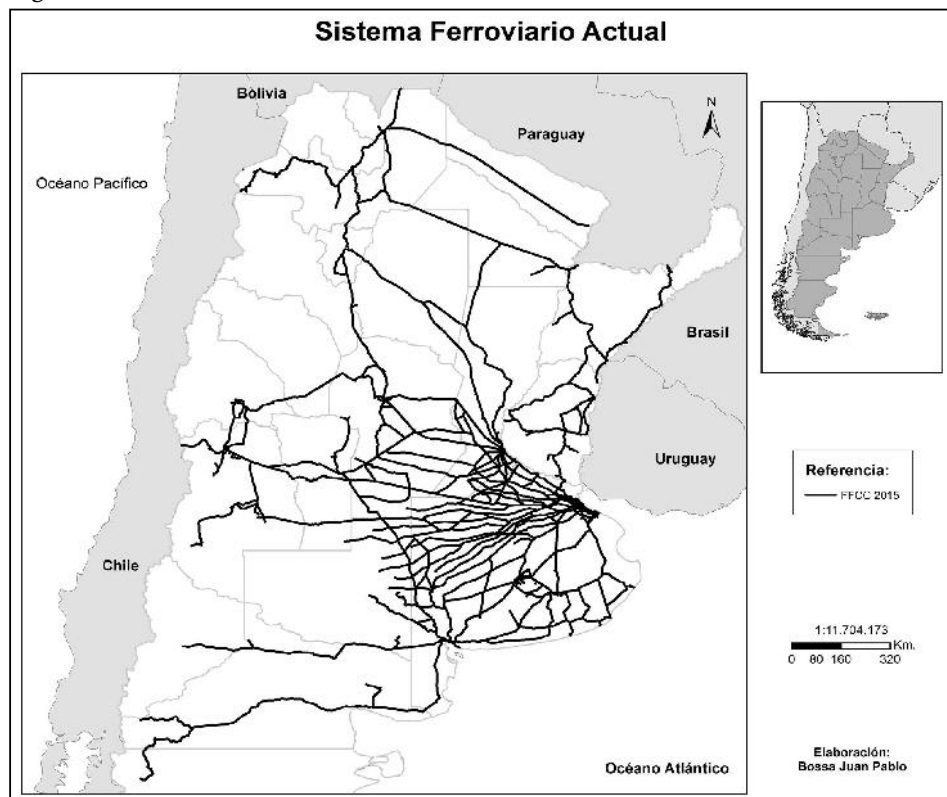 Sistema Ferroviario Actual
Bolivia
N
Paraguay
Océano Pacífico
Brasil
Uruguay
Referencia:
FFCC 2015
Chile
1:11.704.173
Km.
0 80 160 320
Elaboración:
Bossa Juan Pablo
Océano Atlántico